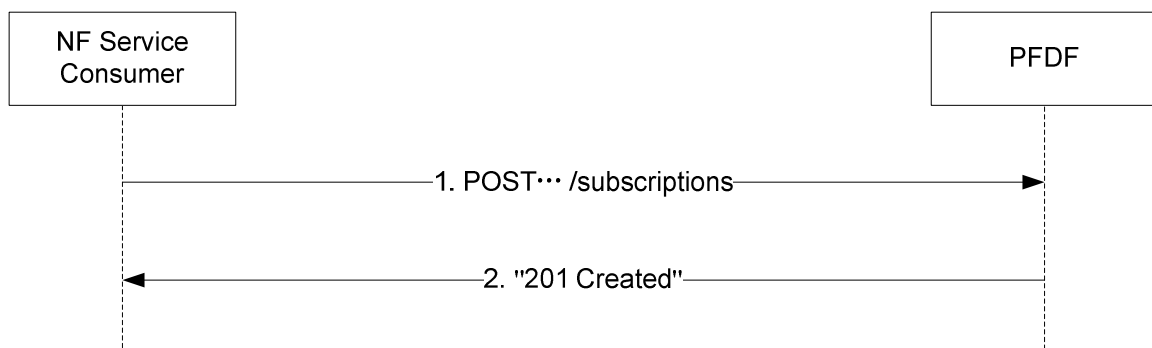 NF Service
Consumer
PFDF
1. POST··· /subscriptions
2. "201 Created"